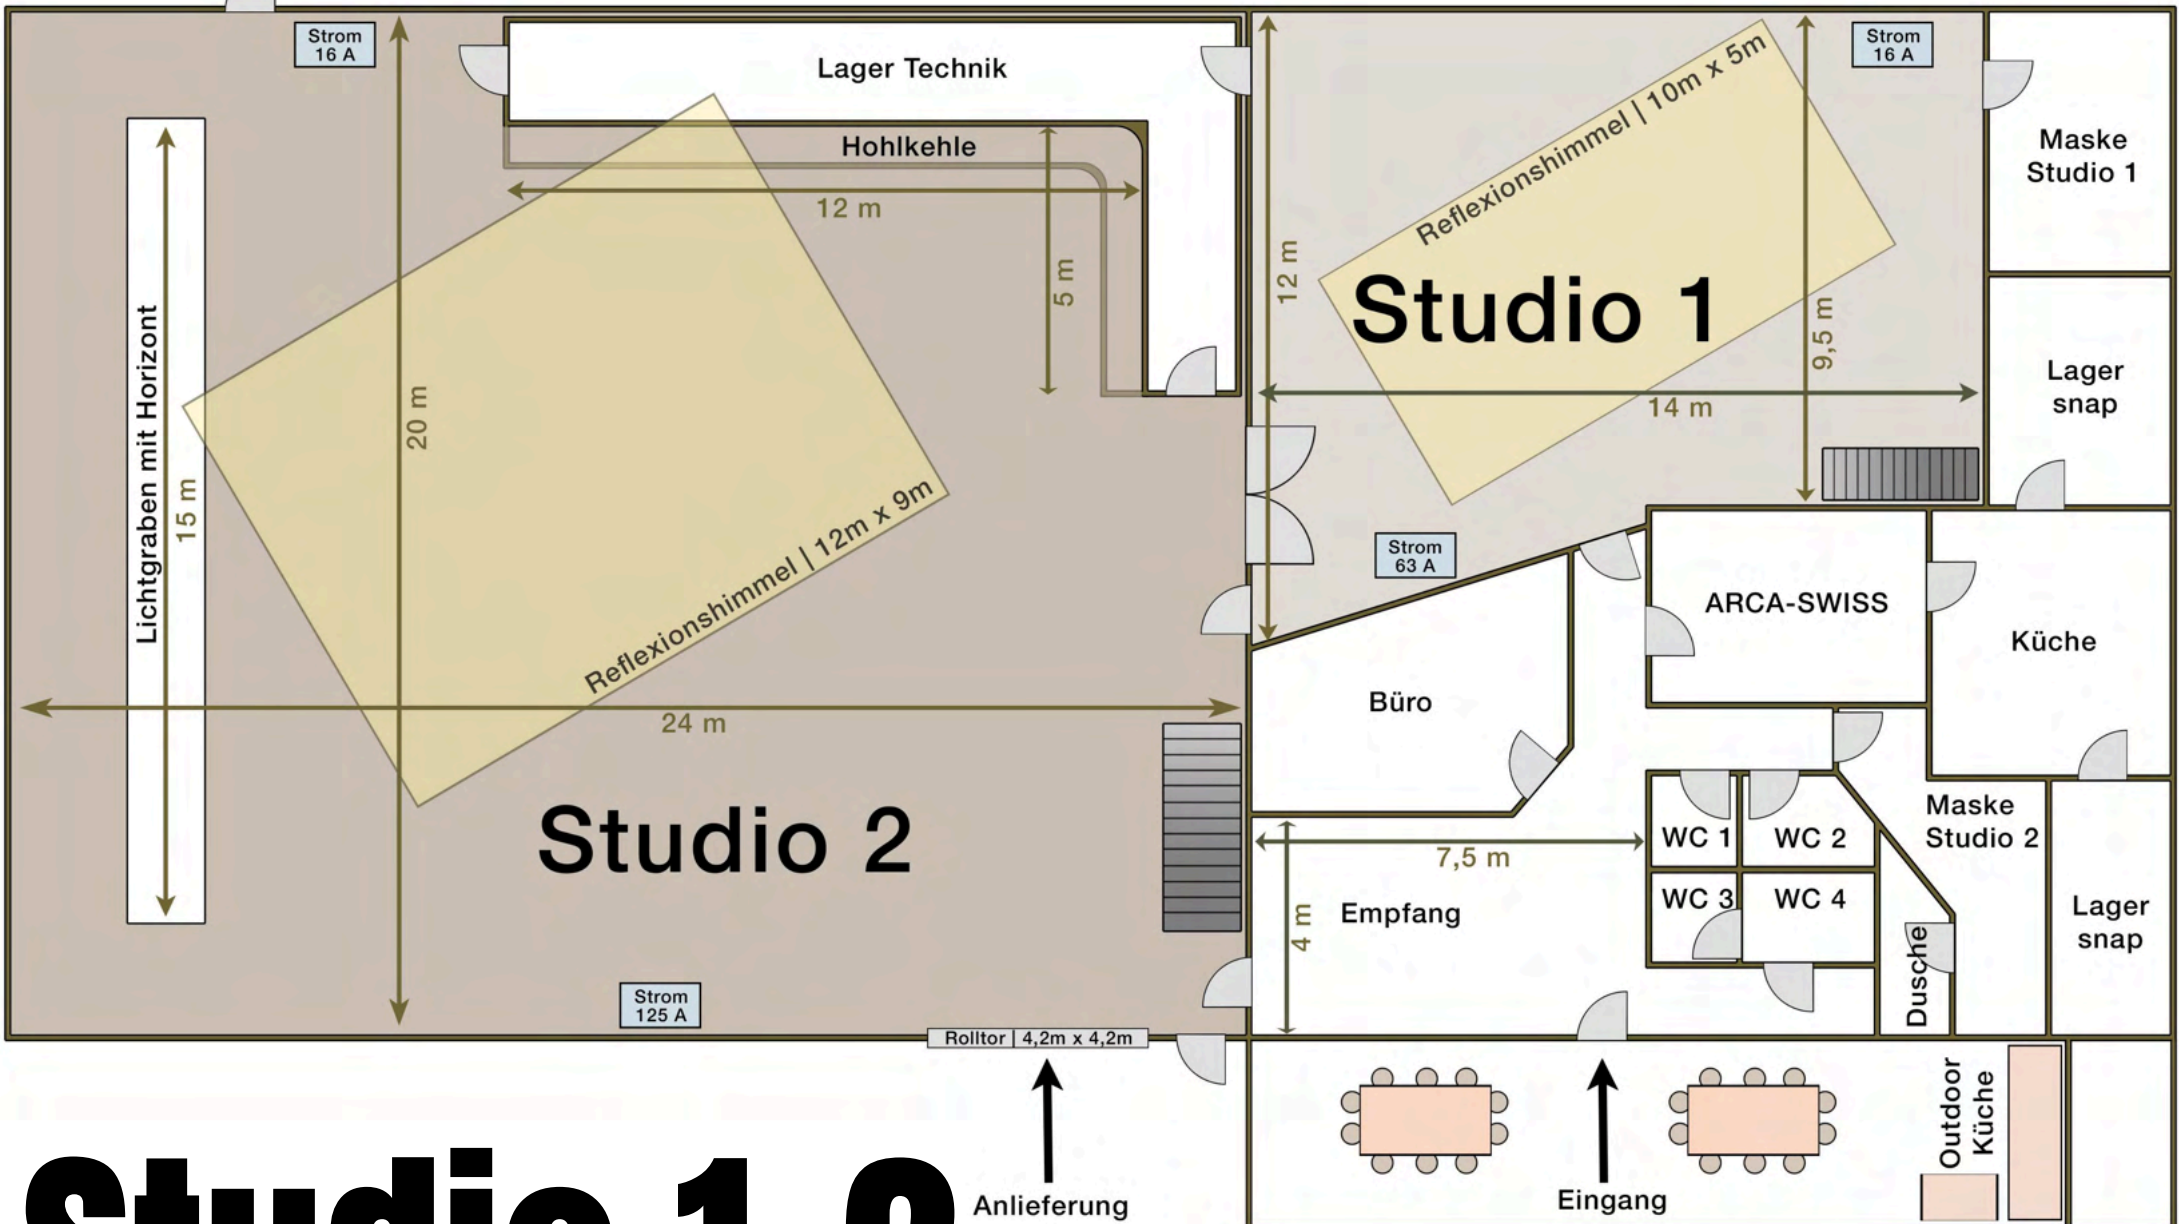 Strom
16 A
Lager Technik
Hohlkehle
12 m
5 m
Lichtgraben mit Horizont
15 m
20 m
Reflexionshimmel | 12m x 9m
24 m
Studio 2
Strom
125 A
Rolltor | 4,2m x 4,2m
Anlieferung
12 m
Reflexionshimmel | 10m x 5m
Strom
16 A
Studio 1
9,5 m
14 m
Strom
63 A
Maske
Studio 1
Lager
snap
ARCA-SWISS
Küche
Büro
7,5 m
4 m
Empfang
WC 1
WC 2
WC 3
WC 4
Dusche
Maske
Studio 2
Lager
snap
Eingang
Outdoor
Küche